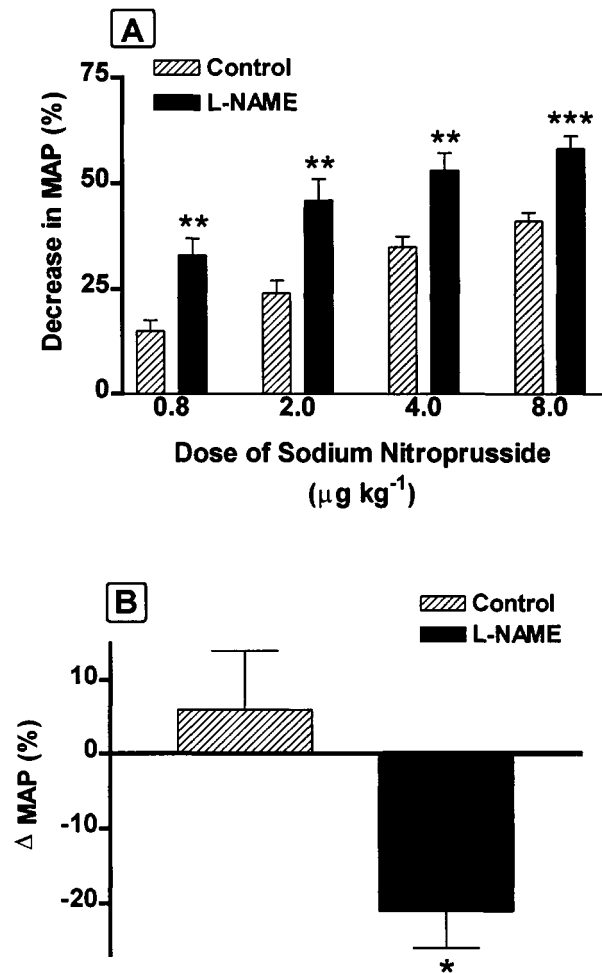 A
Control
L-NAME
Decrease in MAP (%)
75
50
25
0
**
**
**
***
0.8 2.0 4.0 8.0
Dose of Sodium Nitroprusside
(μg kg⁻¹)
B
Control
L-NAME
Δ MAP (%)
10
0
-10
-20
*